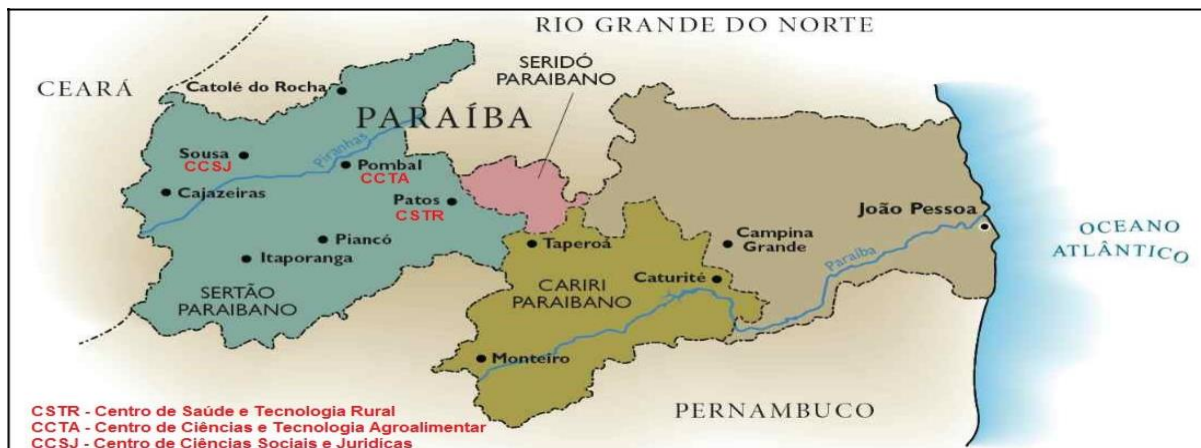 RIO GRANDE DO NORTE
SERIDÓ
PARAIBANO
CEARÁ
Catolé do Rocha
PARAÍBA
Piranhas
Sousa
CCSJ
Pombal
CCTA
Cajazeiras
Patos
CSTR
João Pessoa
OCEANO
ATLÂNTICO
Piancó
Taperoá
Campina
Grande
Paraíba
Itaporanga
CARIRI
PARAIBANO
Caturité
SERTÃO
PARAIBANO
Monteiro
PERNAMBUCO
CSTR - Centro de Saúde e Tecnologia Rural
CCTA - Centro de Ciências e Tecnologia Agroalimentar
CCSJ - Centro de Ciências Sociais e Juridicas